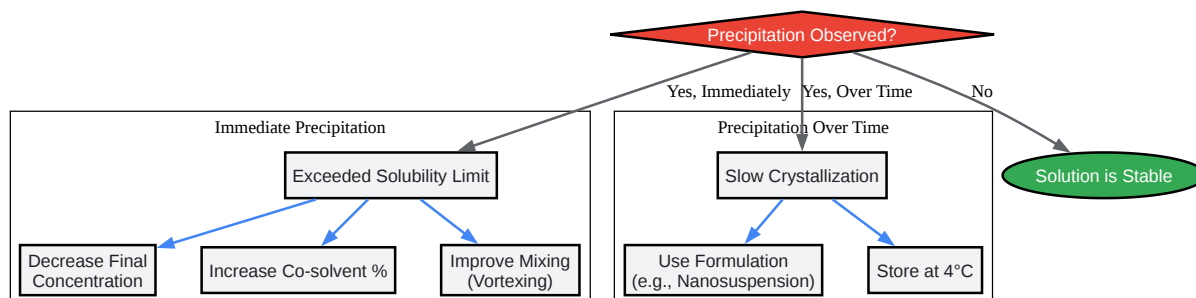 Precipitation Observed?
Yes, Immediately
Yes, Over Time
No
Immediate Precipitation
Precipitation Over Time
Exceeded Solubility Limit
Slow Crystallization
Solution is Stable
Decrease Final
Concentration
Increase Co-solvent %
Improve Mixing
(Vortexing)
Use Formulation
(e.g., Nanosuspension)
Store at 4°C